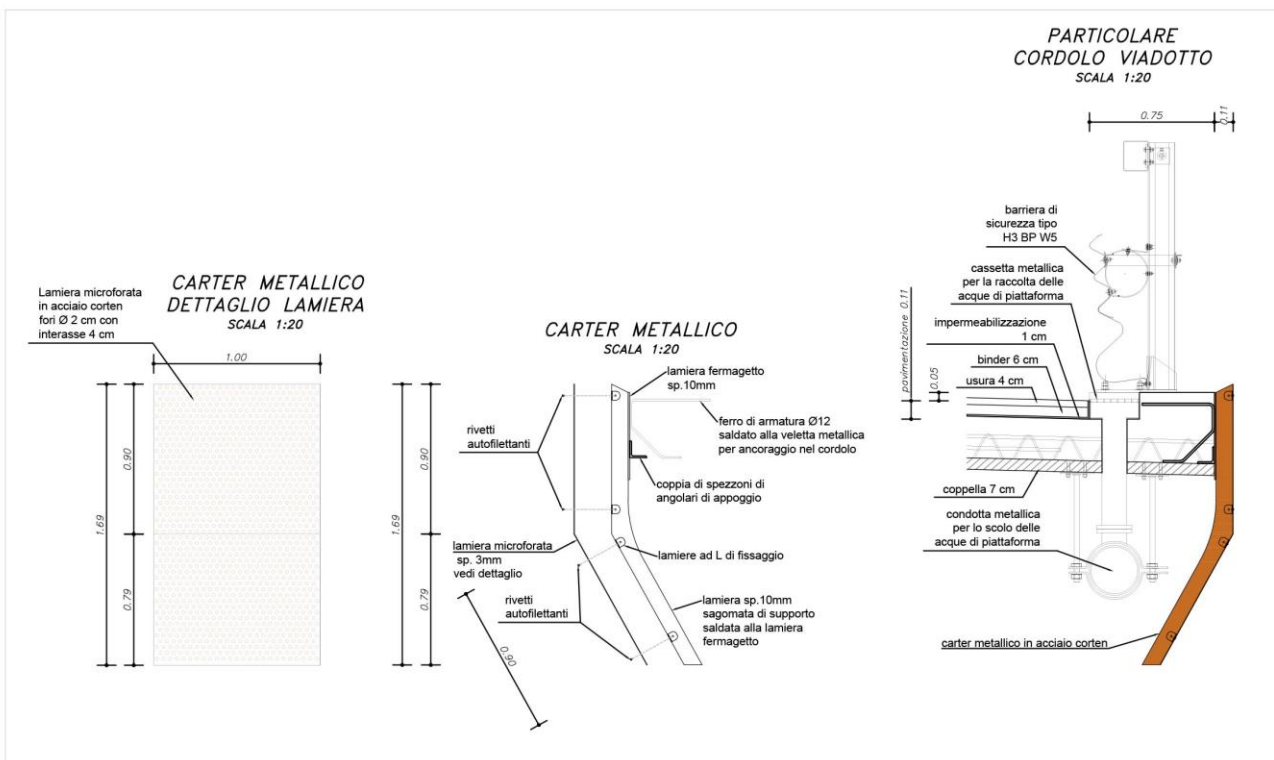 PARTICOLARE
CORDOLO VIADOTTO
SCALA 1:20
0.75
0.11
barriera di
sicurezza tipo
H3 BP W5
cassetta metallica
per la raccolta delle
acque di piattaforma
impermeabilizzazione
1 cm
binder 6 cm
usura 4 cm
pavimentazione 0.11
0.05
coppella 7 cm
condotta metallica
per lo scolo delle
acque di piattaforma
carter metallico in acciaio corten
CARTER METALLICO
DETTAGLIO LAMIERA
SCALA 1:20
Lamiera microforata
in acciaio corten
fori Ø 2 cm con
interasse 4 cm
1.00
0.90
1.69
0.79
CARTER METALLICO
SCALA 1:20
lamiera fermagetto
sp.10mm
ferro di armatura Ø12
saldato alla veletta metallica
per ancoraggio nel cordolo
rivetti
autofilettanti
coppia di spezzoni di
angolari di appoggio
0.90
1.69
0.79
lamiera microforata
sp. 3mm
vedi dettaglio
lamiere ad L di fissaggio
rivetti
autofilettanti
lamiera sp.10mm
sagomata di supporto
saldata alla lamiera
fermagetto
0.90